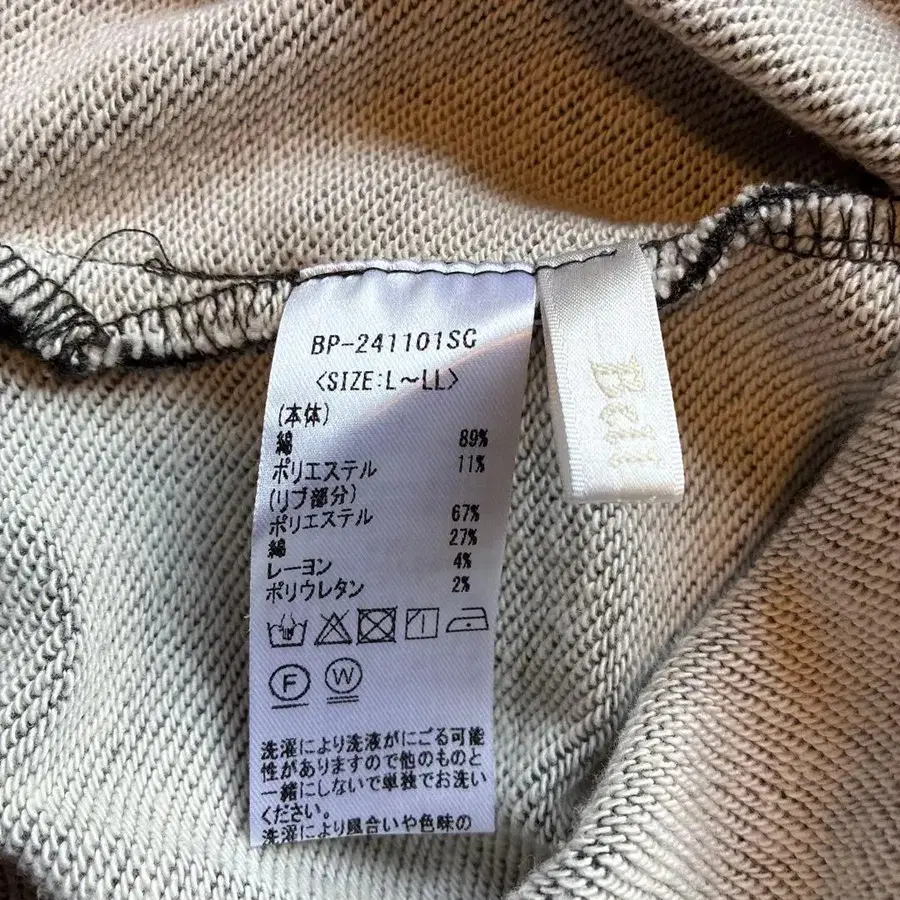 BP-241101SG
<SIZE:L～LL>
(本体)
綿 89%
ポリエステル 11%
(リブ部分)
ポリエステル 67%
綿 27%
レーヨン 4%
ポリウレタン 2%
F W
洗濯により洗液がにごる可能
性がありますので他のものと
一緒にしないで単独でお洗い
ください。
洗濯により風合いや色味の